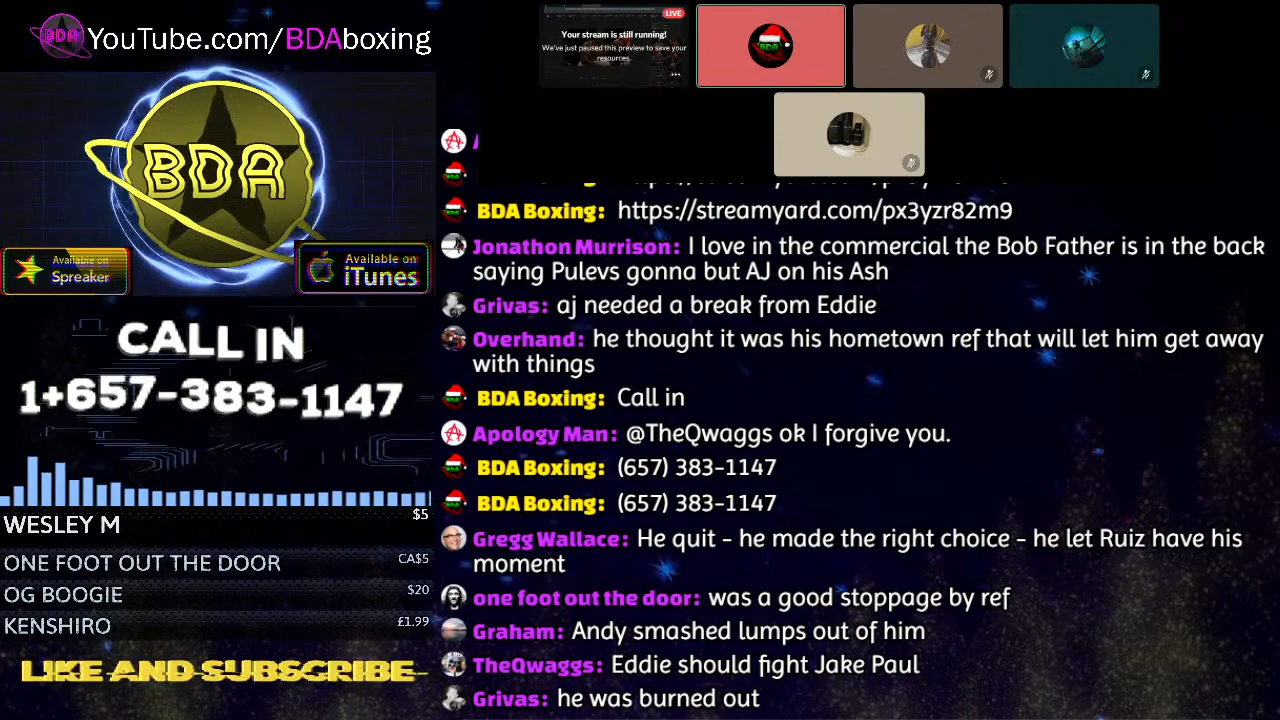 BDA YouTube.com/BDAboxing
LIVE
Your stream is still running!
We've just paused this preview to save your
resources.
BDA
BDA
Available on
Spreaker
Available on
iTunes
CALL IN
1+657-383-1147
WESLEY M $5
ONE FOOT OUT THE DOOR CA$5
OG BOOGIE $20
KENSHIRO £1.99
LIKE AND SUBSCRIBE
BDA Boxing: https://streamyard.com/px3yzr82m9
Jonathon Murrison: I love in the commercial the Bob Father is in the back
saying Pulevs gonna but AJ on his Ash
Grivas: aj needed a break from Eddie
Overhand: he thought it was his hometown ref that will let him get away
with things
BDA Boxing: Call in
Apology Man: @TheQwaggs ok I forgive you.
BDA Boxing: (657) 383-1147
BDA Boxing: (657) 383-1147
Gregg Wallace: He quit - he made the right choice - he let Ruiz have his
moment
one foot out the door: was a good stoppage by ref
Graham: Andy smashed lumps out of him
TheQwaggs: Eddie should fight Jake Paul
Grivas: he was burned out